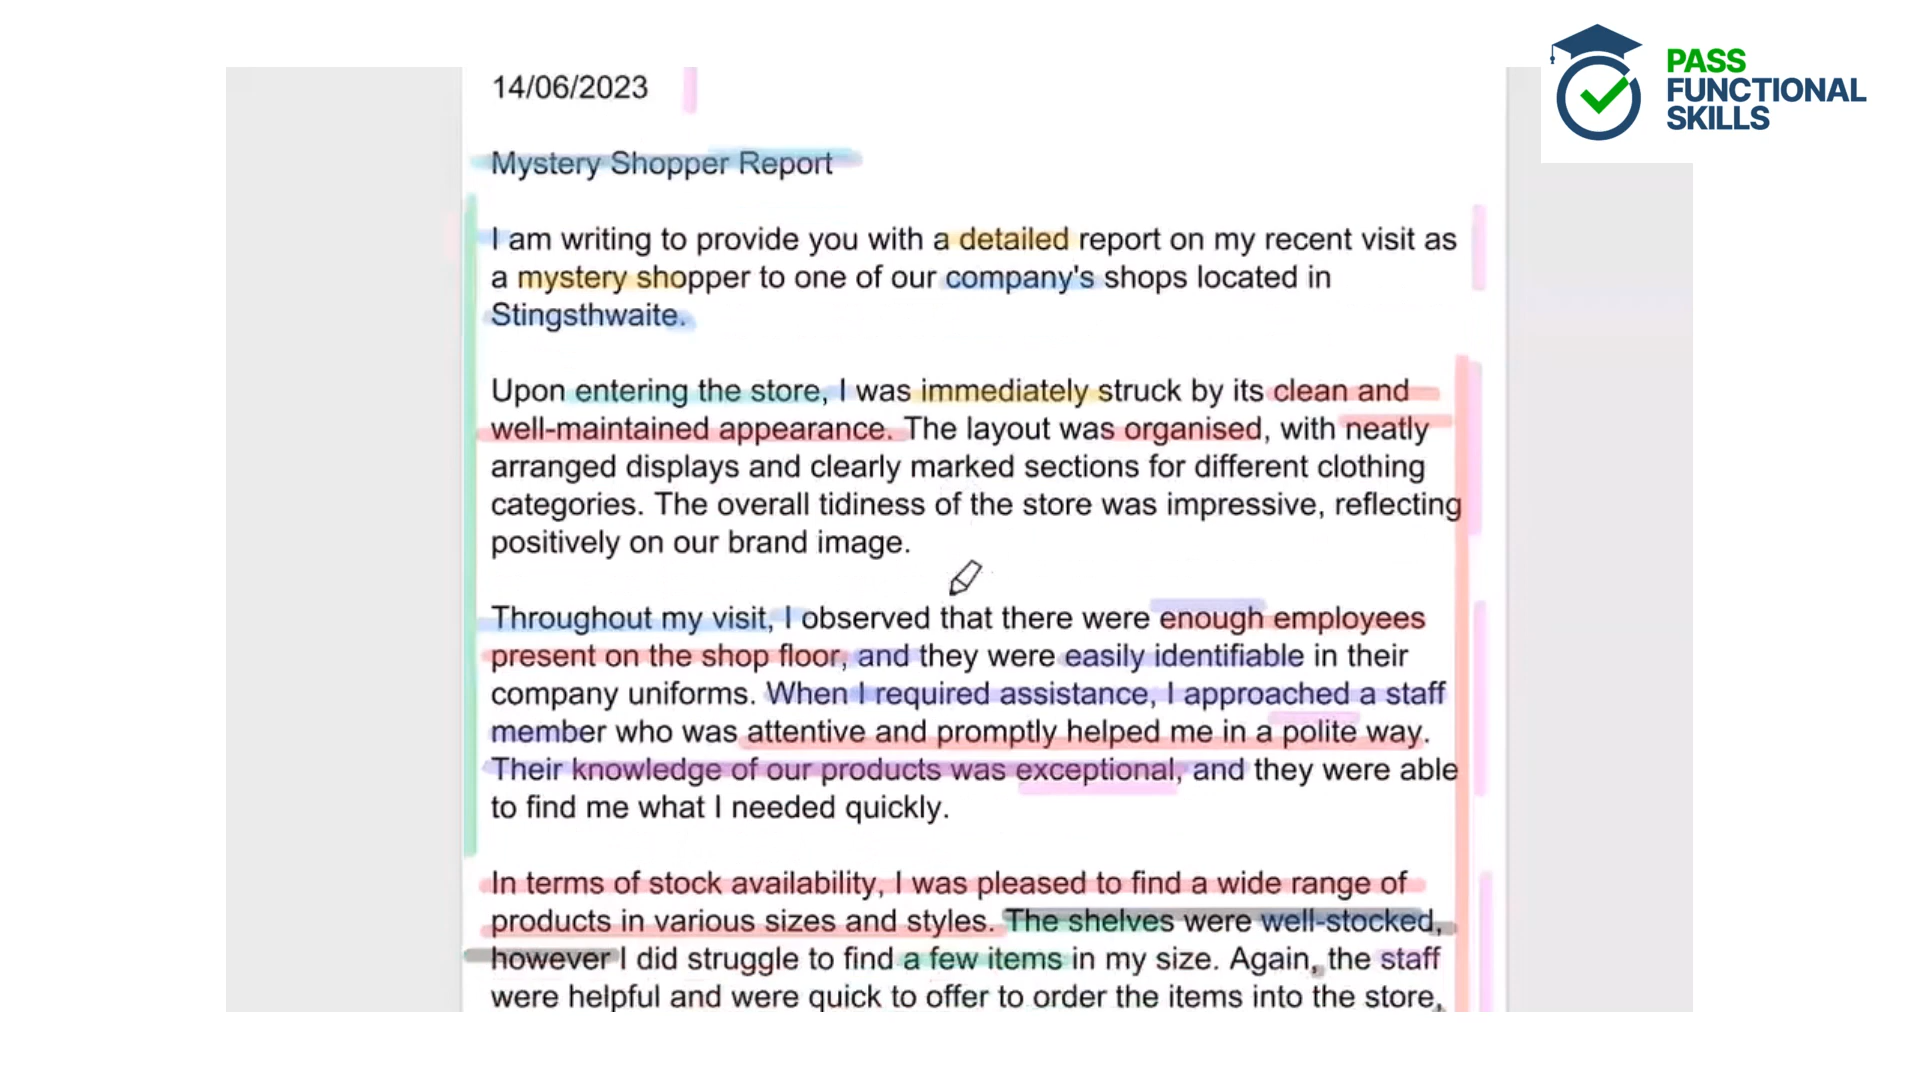 PASS
FUNCTIONAL
SKILLS
14/06/2023
Mystery Shopper Report
I am writing to provide you with a detailed report on my recent visit as
a mystery shopper to one of our company's shops located in
Stingsthwaite.
Upon entering the store, I was immediately struck by its clean and
well-maintained appearance. The layout was organised, with neatly
arranged displays and clearly marked sections for different clothing
categories. The overall tidiness of the store was impressive, reflecting
positively on our brand image.
Throughout my visit, I observed that there were enough employees
present on the shop floor, and they were easily identifiable in their
company uniforms. When I required assistance, I approached a staff
member who was attentive and promptly helped me in a polite way.
Their knowledge of our products was exceptional, and they were able
to find me what I needed quickly.
In terms of stock availability, I was pleased to find a wide range of
products in various sizes and styles. The shelves were well-stocked,
however I did struggle to find a few items in my size. Again, the staff
were helpful and were quick to offer to order the items into the store,